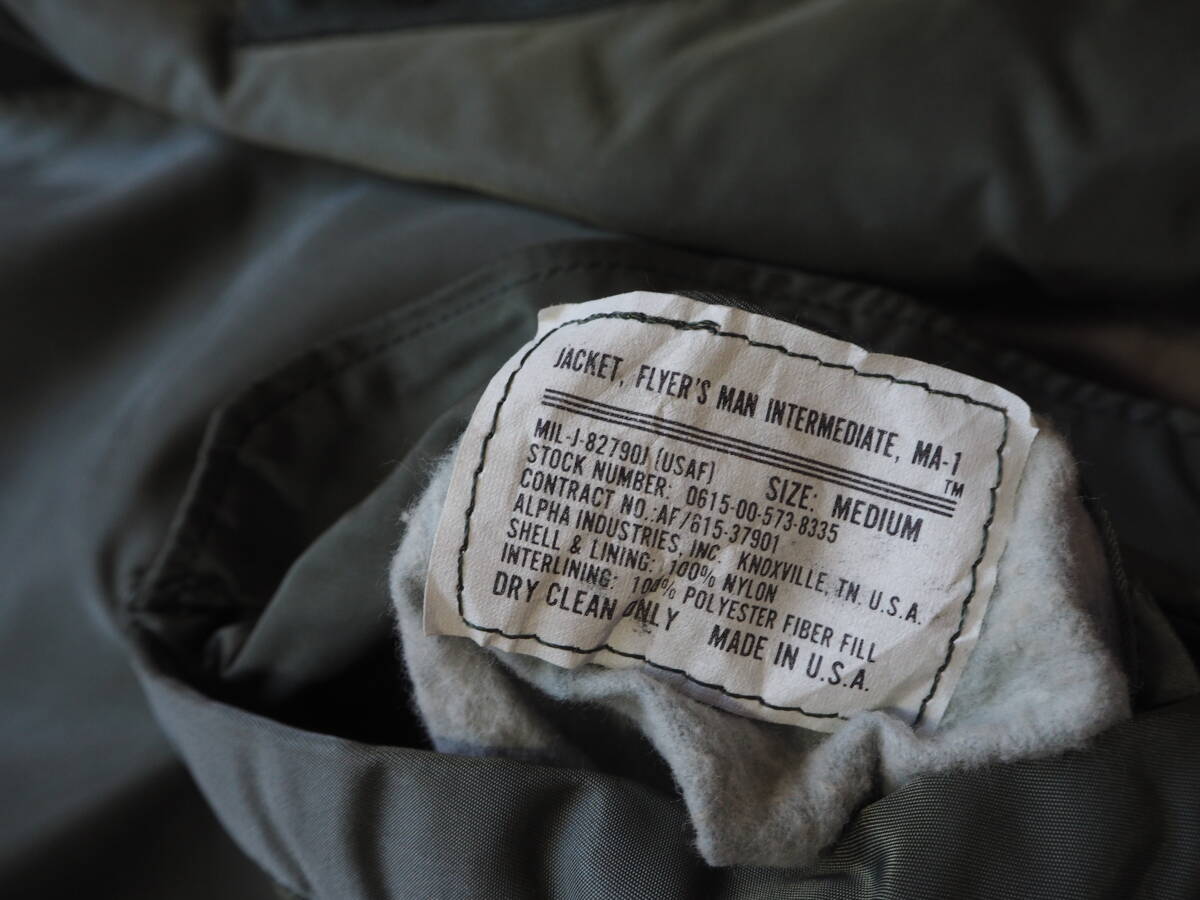 JACKET, FLYER'S MAN INTERMEDIATE, MA-1
TM
MIL-J-82790J (USAF)
SIZE: MEDIUM
STOCK NUMBER: 0615-00-573-8335
CONTRACT NO.:AF/615-37901
ALPHA INDUSTRIES, INC. KNOXVILLE, TN. U.S.A.
SHELL & LINING: 100% NYLON
INTERLINING: 100% POLYESTER FIBER FILL
DRY CLEAN ONLY MADE IN U.S.A.